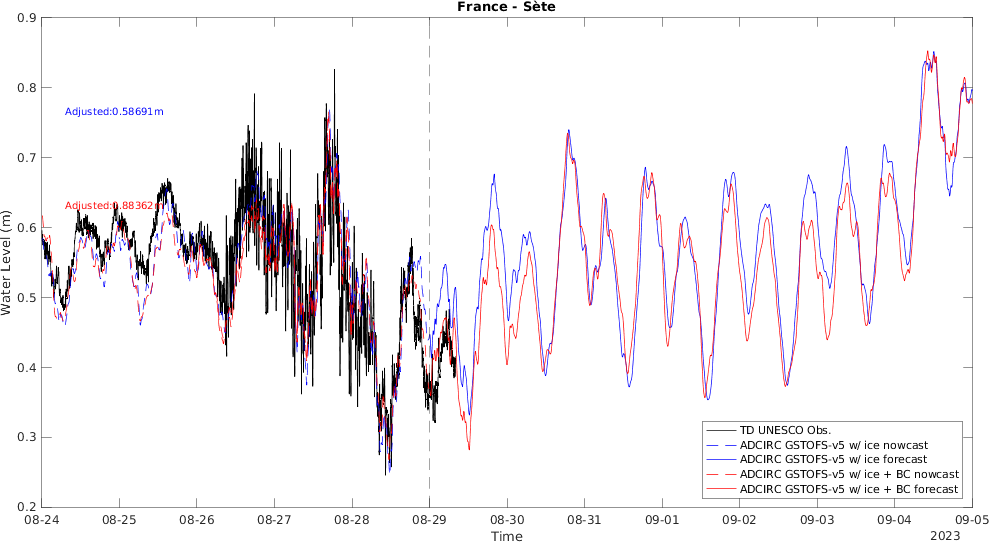 France - Sète
0.9
0.8
0.7
0.6
0.5
0.4
0.3
0.2
Water Level (m)
Adjusted:0.58691m
Adjusted:0.88362m
TD UNESCO Obs.
ADCIRC GSTOFS-v5 w/ ice nowcast
ADCIRC GSTOFS-v5 w/ ice forecast
ADCIRC GSTOFS-v5 w/ ice + BC nowcast
ADCIRC GSTOFS-v5 w/ ice + BC forecast
08-24 08-25 08-26 08-27 08-28 08-29 08-30 08-31 09-01 09-02 09-03 09-04 09-05
Time
2023